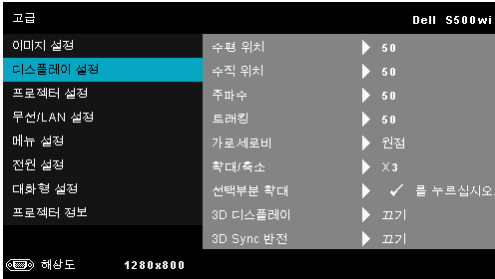 고급 Dell S500wi
이미지 설정
디스플레이 설정
프로젝터 설정
무선/LAN 설정
메뉴 설정
전원 설정
대화형 설정
프로젝터 정보
수평 위치 50
수직 위치 50
주파수 50
트래킹 50
가로세로비 원점
확대/축소 X3
선택부분 확대 ✓ 를 누르십시오.
3D 디스플레이 끄기
3D Sync 반전 끄기
해상도 1280x800